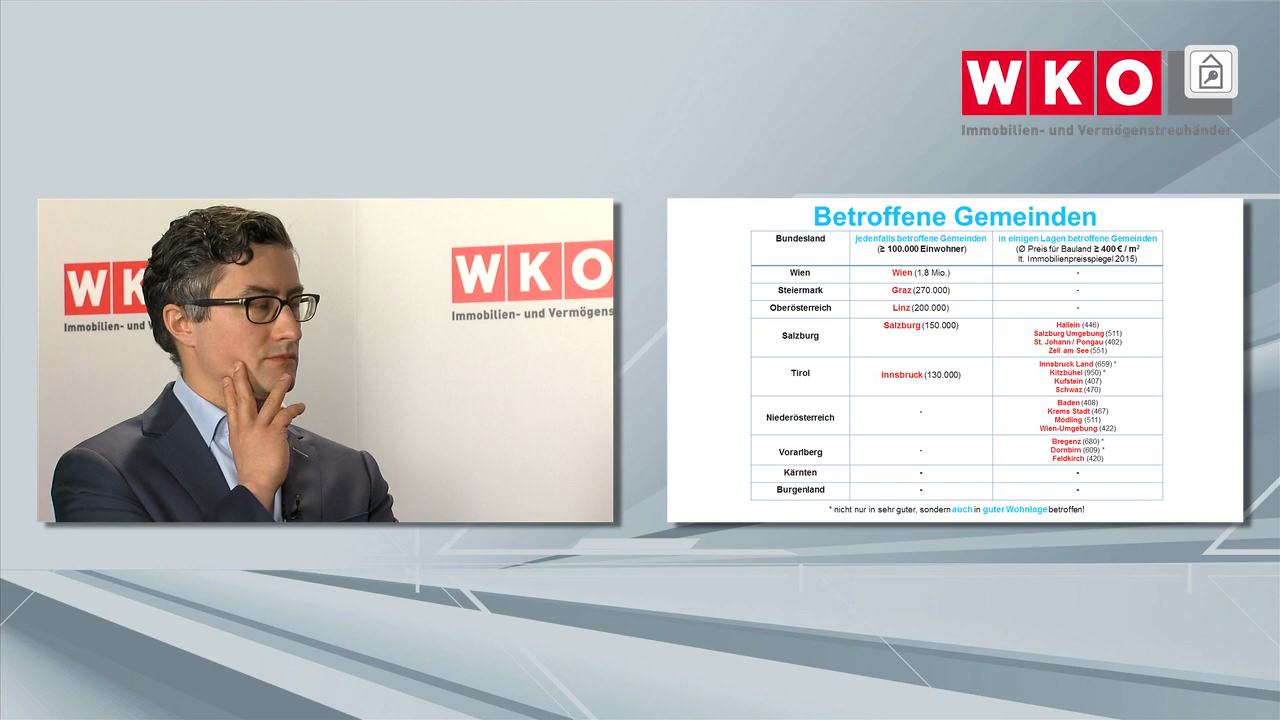 WKO
Immobilien- und Vermögenstreuhänder
WK
Immobilien- und V
WKO
Immobilien- und Vermögens
Betroffene Gemeinden
Bundesland
jedenfalls betroffene Gemeinden
(≥ 100.000 Einwohner)
in einigen Lagen betroffene Gemeinden
(Ø Preis für Bauland ≥ 400 € / m²
lt. Immobilienpreisspiegel 2015)
Wien
Wien (1,8 Mio.)
-
Steiermark
Graz (270.000)
-
Oberösterreich
Linz (200.000)
-
Salzburg
Salzburg (150.000)
Hallein (446)
Salzburg Umgebung (511)
St. Johann / Pongau (402)
Zell am See (551)
Tirol
Innsbruck (130.000)
Innsbruck Land (659) *
Kitzbühel (950) *
Kufstein (407)
Schwaz (470)
Niederösterreich
-
Baden (408)
Krems Stadt (467)
Mödling (511)
Wien-Umgebung (422)
Vorarlberg
-
Bregenz (680) *
Dornbirn (609) *
Feldkirch (420)
Kärnten
-
-
Burgenland
-
-
* nicht nur in sehr guter, sondern auch in guter Wohnlage betroffen!